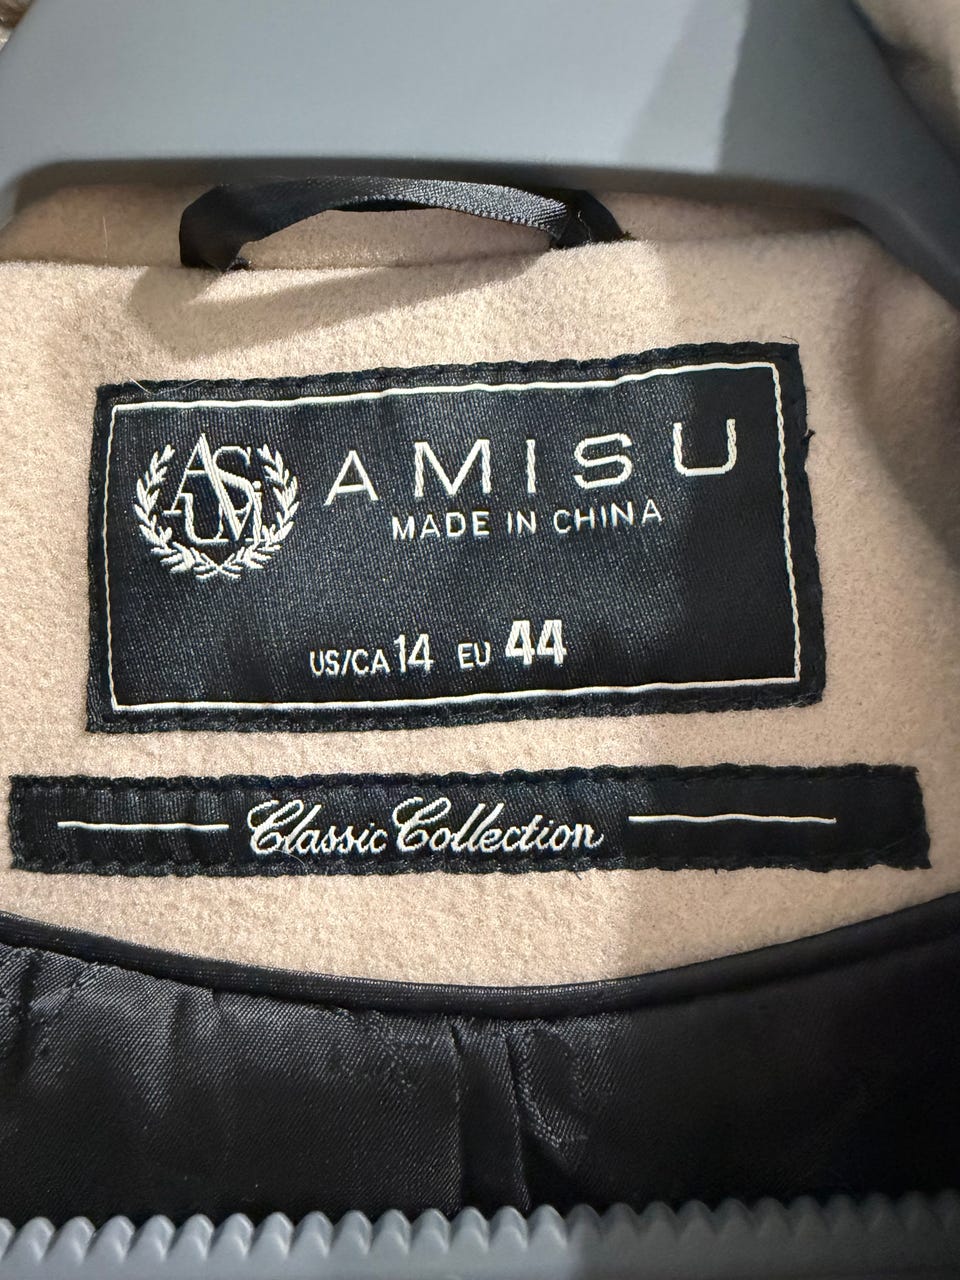 AMISU
MADE IN CHINA
US/CA 14 EU 44
Classic Collection